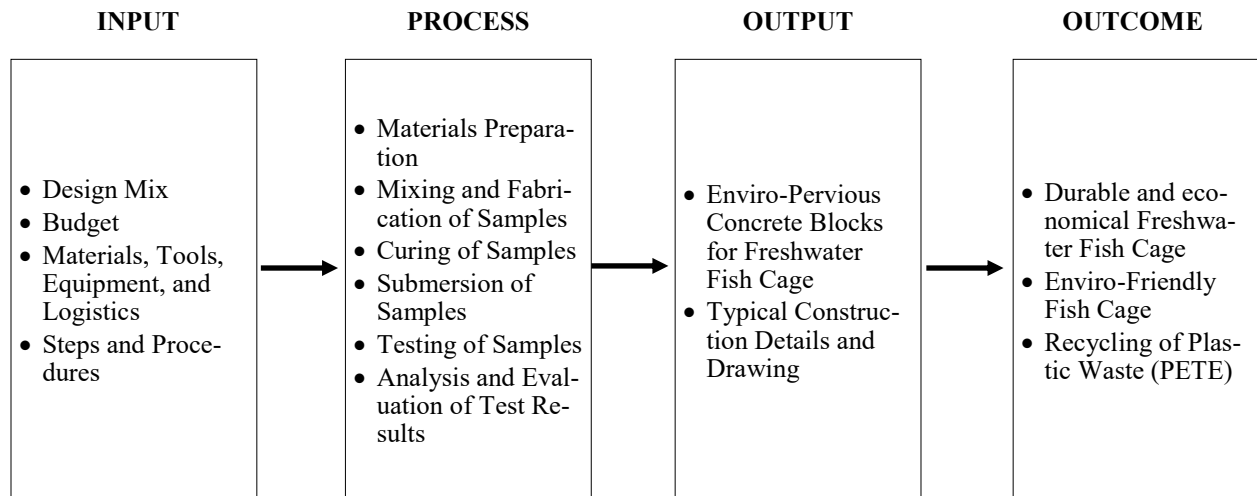 INPUT
PROCESS
OUTPUT
OUTCOME
• Design Mix
• Budget
• Materials, Tools,
Equipment, and
Logistics
• Steps and Proce-
dures
• Materials Prepara-
tion
• Mixing and Fabri-
cation of Samples
• Curing of Samples
• Submersion of
Samples
• Testing of Samples
• Analysis and Eval-
uation of Test Re-
sults
• Enviro-Pervious
Concrete Blocks
for Freshwater
Fish Cage
• Typical Construc-
tion Details and
Drawing
• Durable and eco-
nomical Freshwa-
ter Fish Cage
• Enviro-Friendly
Fish Cage
• Recycling of Plas-
tic Waste (PETE)